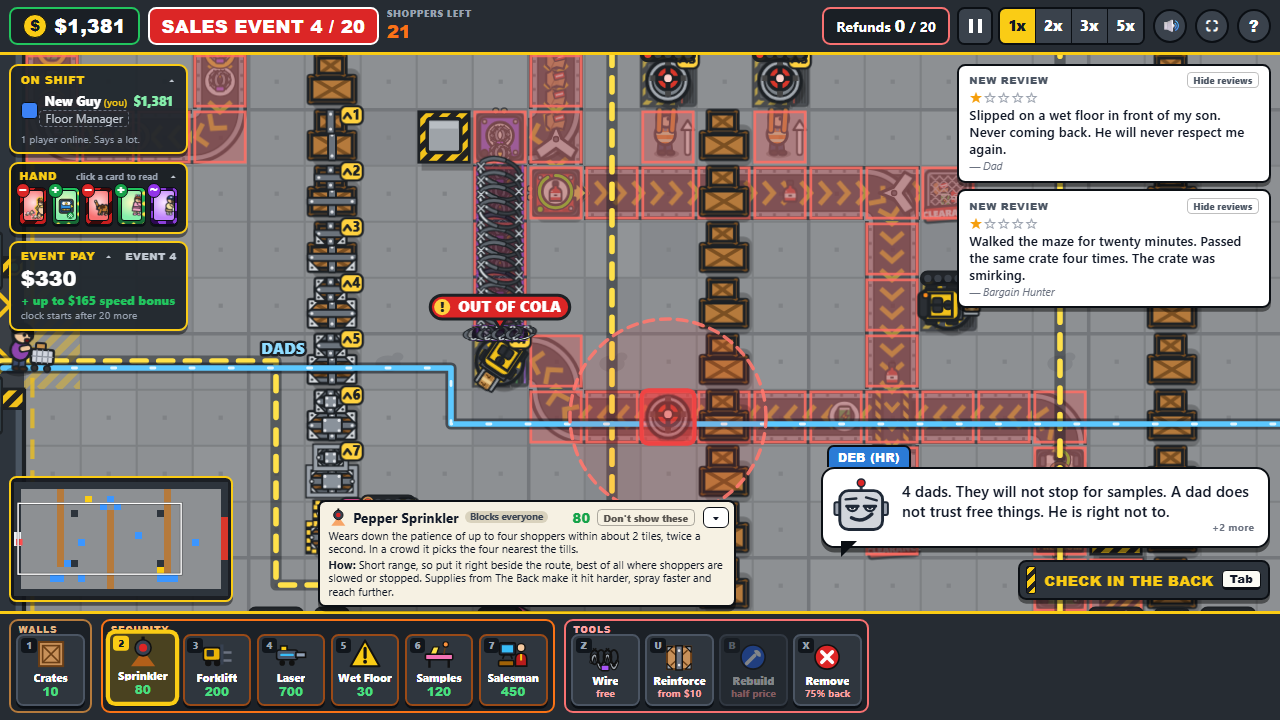 $1,381
SALES EVENT 4 / 20
SHOPPERS LEFT
21
Refunds 0 / 20
1x
2x
3x
5x
?
ON SHIFT
New Guy (you) $1,381
Floor Manager
1 player online. Says a lot.
HAND
click a card to read
EVENT PAY
EVENT 4
$330
+ up to $165 speed bonus
clock starts after 20 more
1
2
3
4
5
6
7
OUT OF COLA
DADS
NEW REVIEW
Hide reviews
Slipped on a wet floor in front of my son.
Never coming back. He will never respect me
again.
— Dad
NEW REVIEW
Hide reviews
Walked the maze for twenty minutes. Passed
the same crate four times. The crate was
smirking.
— Bargain Hunter
DEB (HR)
4 dads. They will not stop for samples. A dad does
not trust free things. He is right not to.
+2 more
Pepper Sprinkler
Blocks everyone
80
Don't show these
Wears down the temper of up to four shoppers within about 2 tiles, twice a
second. In a crowd it picks the four nearest the tills.
How: Short range, so put it right beside the route, best of all where shoppers are
slowed or stopped. Supplies from The Back make it hit harder, spray faster and
reach further.
CHECK IN THE BACK
Tab
WALLS
1
Crates
10
SECURITY
2
Sprinkler
80
3
Forklift
200
4
Laser
700
5
Wet Floor
30
6
Samples
120
7
Salesman
450
TOOLS
Z
Wire
free
U
Reinforce
from $10
B
Rebuild
half price
X
Remove
75% back